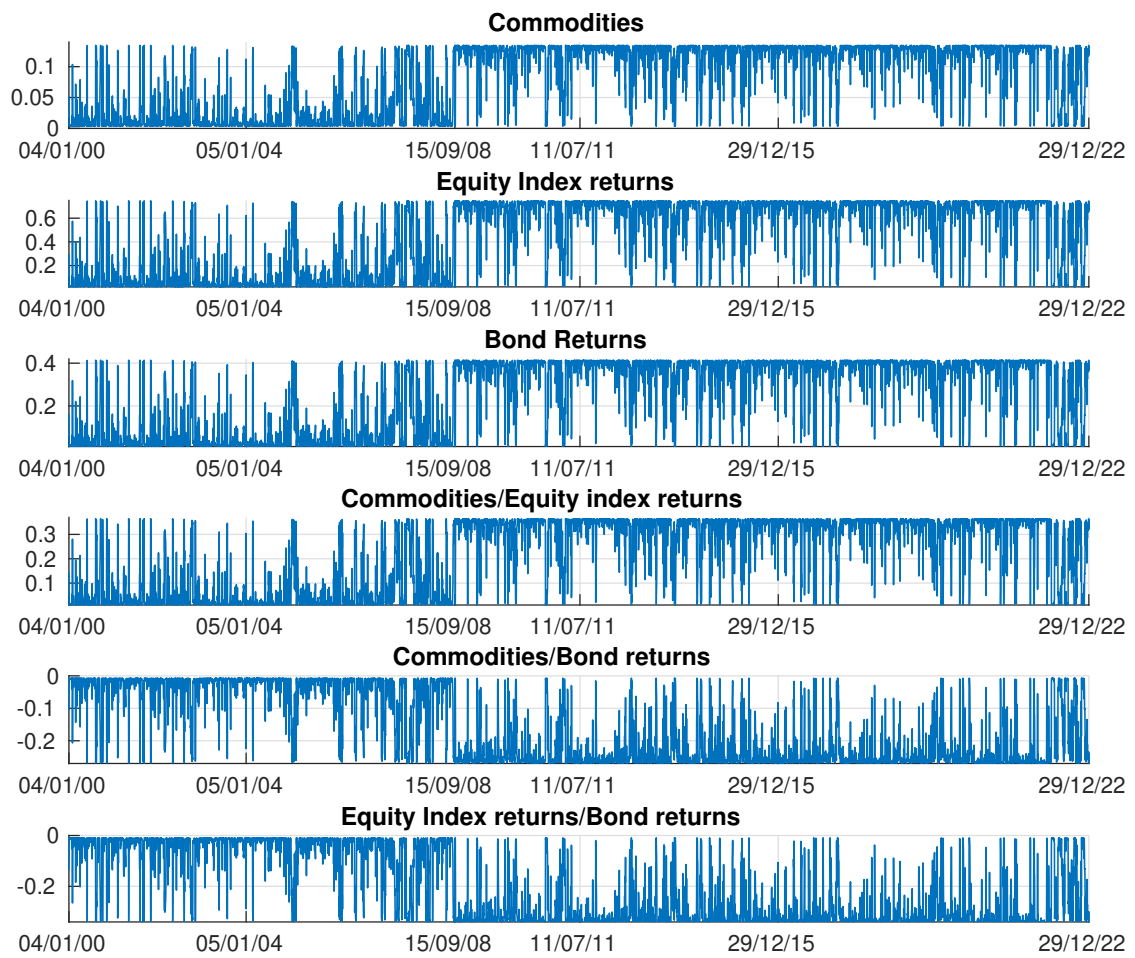 Commodities
0.1
0.05
0
04/01/00 05/01/04 15/09/08 11/07/11 29/12/15 29/12/22
Equity Index returns
0.6
0.4
0.2
04/01/00 05/01/04 15/09/08 11/07/11 29/12/15 29/12/22
Bond Returns
0.4
0.2
04/01/00 05/01/04 15/09/08 11/07/11 29/12/15 29/12/22
Commodities/Equity index returns
0.3
0.2
0.1
04/01/00 05/01/04 15/09/08 11/07/11 29/12/15 29/12/22
Commodities/Bond returns
0
-0.1
-0.2
04/01/00 05/01/04 15/09/08 11/07/11 29/12/15 29/12/22
Equity Index returns/Bond returns
0
-0.2
04/01/00 05/01/04 15/09/08 11/07/11 29/12/15 29/12/22